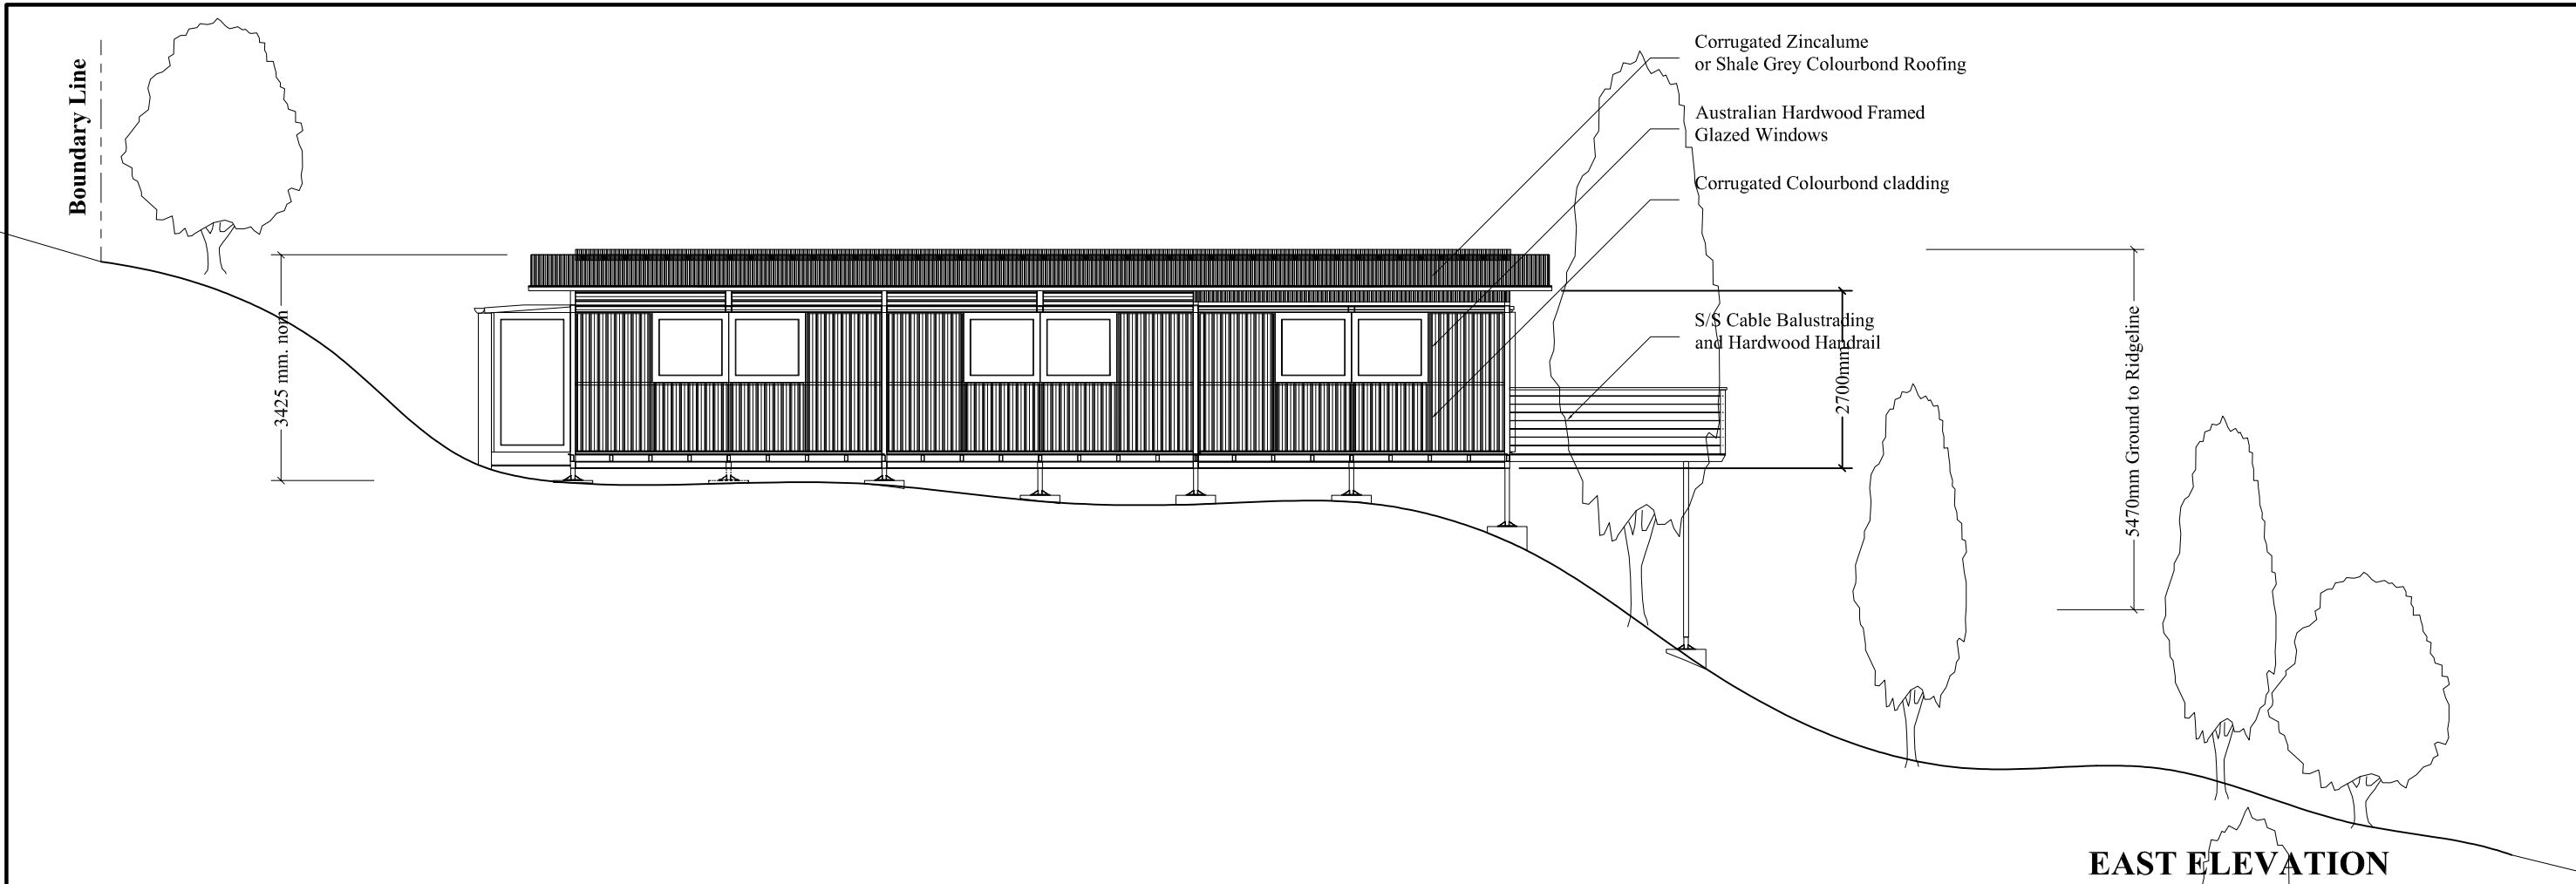 Boundary Line
Corrugated Zincalume
or Shale Grey Colourbond Roofing
Australian Hardwood Framed
Glazed Windows
Corrugated Colourbond cladding
S/S Cable Balustrading
and Hardwood Handrail
3425 mm. nom
2700mm
5470mm Ground to Ridgeline
EAST ELEVATION